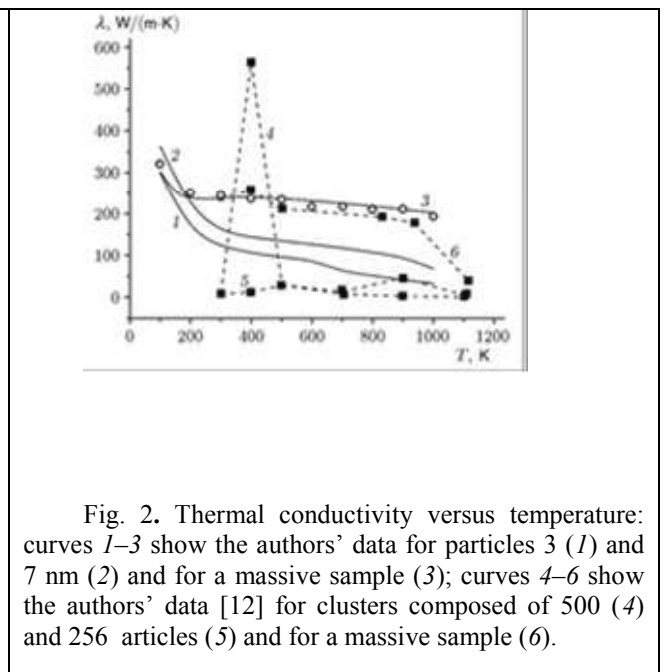 λ, W/(m·K)
600
500
400
300
200
100
0
4
2
3
1
6
5
0 200 400 600 800 1000 1200
T, K
Fig. 2. Thermal conductivity versus temperature:
curves 1–3 show the authors’ data for particles 3 (1) and
7 nm (2) and for a massive sample (3); curves 4–6 show
the authors’ data [12] for clusters composed of 500 (4)
and 256 articles (5) and for a massive sample (6).